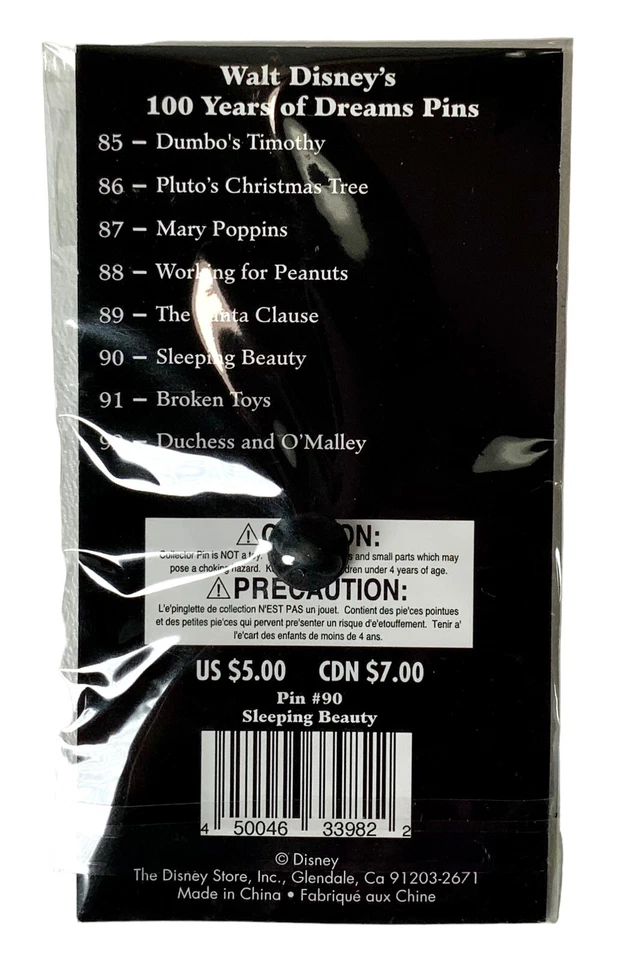 Walt Disney's
100 Years of Dreams Pins
85 – Dumbo's Timothy
86 – Pluto's Christmas Tree
87 – Mary Poppins
88 – Working for Peanuts
89 – The Santa Clause
90 – Sleeping Beauty
91 – Broken Toys
92 – Duchess and O'Malley
⚠CAUTION:
Collector Pin is NOT a toy. and small parts which may
pose a choking hazard. children under 4 years of age.
⚠PRECAUTION:
L'e'pinglette de collection N'EST PAS un jouet. Contient des pie'ces pointues
et des petites pie'ces qui pervent pre'senter un risque d'e'touffement. Tenir a'
l'e'cart des enfants de moins de 4 ans.
US $5.00 CDN $7.00
Pin #90
Sleeping Beauty
4 50046 33982 2
© Disney
The Disney Store, Inc., Glendale, Ca 91203-2671
Made in China • Fabriqué aux Chine